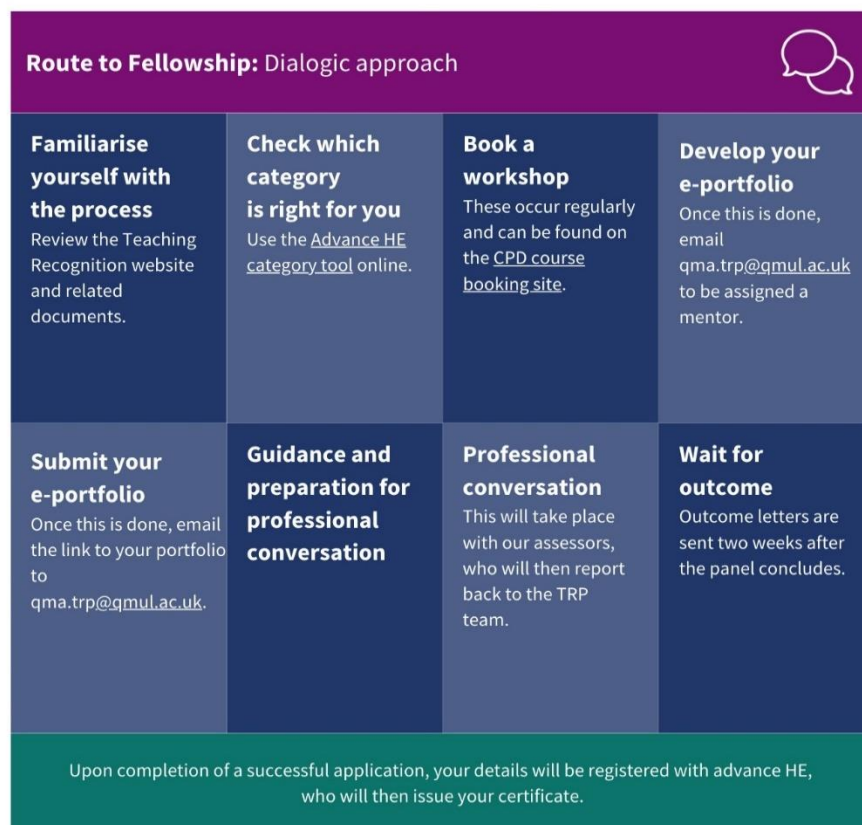 Route to Fellowship: Dialogic approach
Familiarise
yourself with
the process
Review the Teaching
Recognition website
and related
documents.
Check which
category
is right for you
Use the Advance HE
category tool online.
Book a
workshop
These occur regularly
and can be found on
the CPD course
booking site.
Develop your
e-portfolio
Once this is done,
email
qma.trp@qmul.ac.uk
to be assigned a
mentor.
Submit your
e-portfolio
Once this is done, email
the link to your portfolio
to
qma.trp@qmul.ac.uk.
Guidance and
preparation for
professional
conversation
Professional
conversation
This will take place
with our assessors,
who will then report
back to the TRP
team.
Wait for
outcome
Outcome letters are
sent two weeks after
the panel concludes.
Upon completion of a successful application, your details will be registered with advance HE,
who will then issue your certificate.